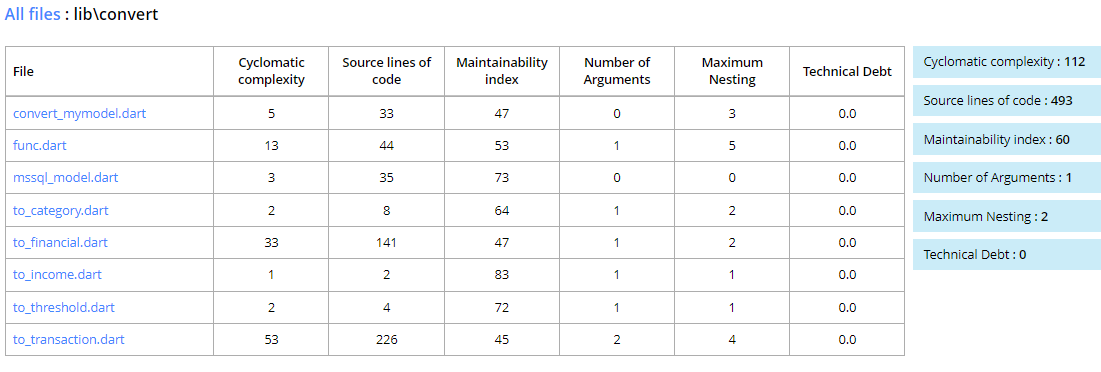 All files : lib\convert
File Cyclomatic complexity Source lines of code Maintainability index Number of Arguments Maximum Nesting Technical Debt
convert_mymodel.dart 5 33 47 0 3 0.0
func.dart 13 44 53 1 5 0.0
mssql_model.dart 3 35 73 0 0 0.0
to_category.dart 2 8 64 1 2 0.0
to_financial.dart 33 141 47 1 2 0.0
to_income.dart 1 2 83 1 1 0.0
to_threshold.dart 2 4 72 1 1 0.0
to_transaction.dart 53 226 45 2 4 0.0
Cyclomatic complexity : 112
Source lines of code : 493
Maintainability index : 60
Number of Arguments : 1
Maximum Nesting : 2
Technical Debt : 0